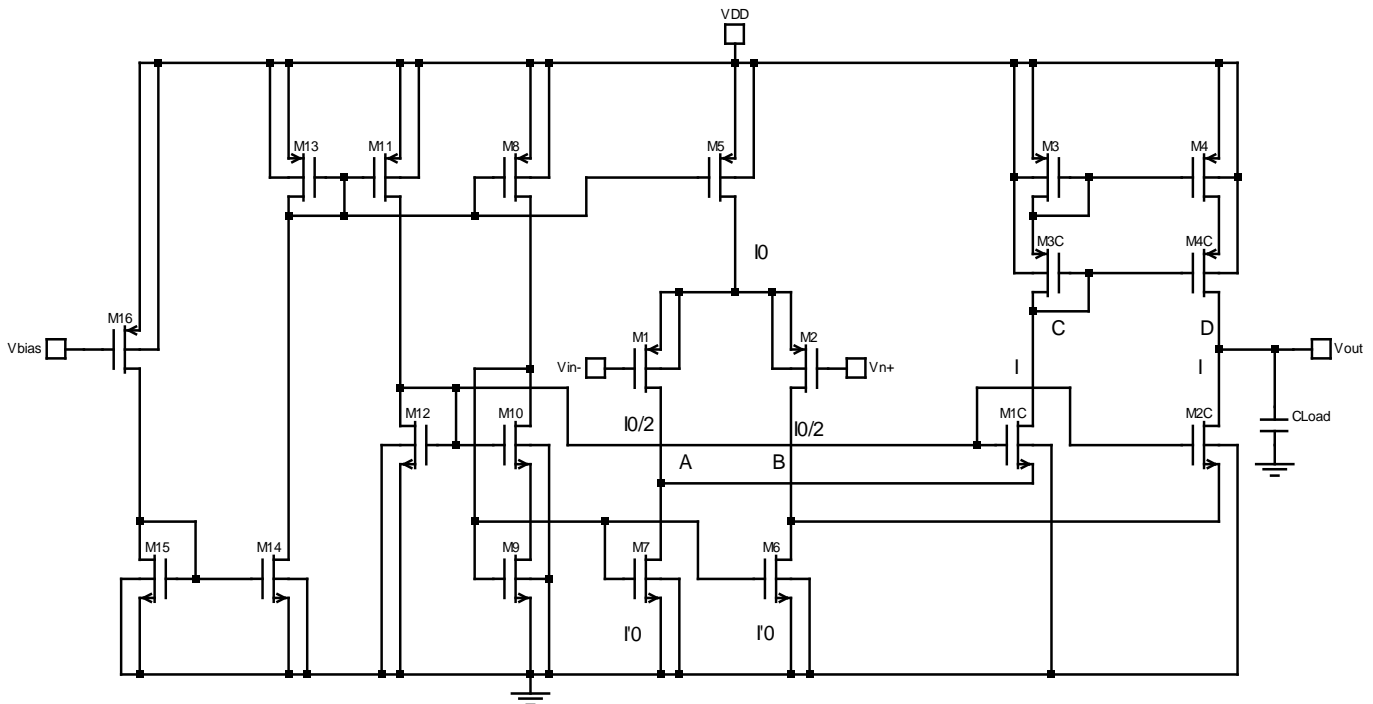 VDD
M13
M11
M8
M5
M3
M4
I0
M3C
M4C
M16
Vbias
M1
M2
C
D
Vin-
Vn+
I
I
Vout
M12
M10
I0/2
I0/2
M1C
M2C
CLoad
A
B
M15
M14
M9
M7
M6
I'0
I'0